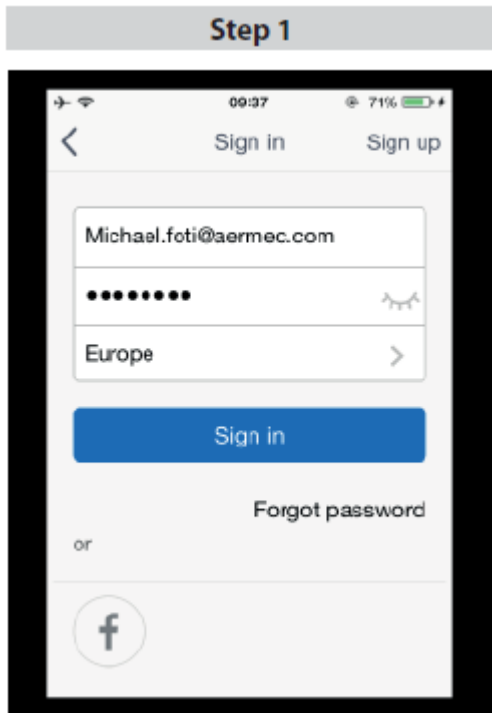 Step 1
09:37 71%
Sign in Sign up
Michael.foti@aermec.com
••••••••
Europe
Sign in
Forgot password
or
f